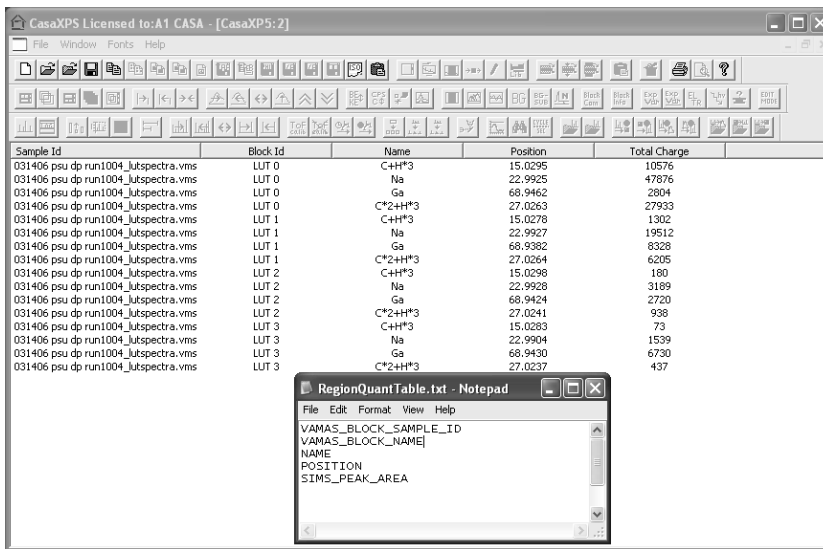 CasaXPS Licensed to:A1 CASA - [CasaXP5:2]
File Window Fonts Help
Sample Id Block Id Name Position Total Charge
031406 psu dp run1004_lutspectra.vms LUT 0 C+H*3 15.0295 10576
031406 psu dp run1004_lutspectra.vms LUT 0 Na 22.9925 47876
031406 psu dp run1004_lutspectra.vms LUT 0 Ga 68.9462 2804
031406 psu dp run1004_lutspectra.vms LUT 0 C*2+H*3 27.0263 27933
031406 psu dp run1004_lutspectra.vms LUT 1 C+H*3 15.0278 1302
031406 psu dp run1004_lutspectra.vms LUT 1 Na 22.9927 19512
031406 psu dp run1004_lutspectra.vms LUT 1 Ga 68.9382 8328
031406 psu dp run1004_lutspectra.vms LUT 1 C*2+H*3 27.0264 6205
031406 psu dp run1004_lutspectra.vms LUT 2 C+H*3 15.0298 180
031406 psu dp run1004_lutspectra.vms LUT 2 Na 22.9928 3189
031406 psu dp run1004_lutspectra.vms LUT 2 Ga 68.9424 2720
031406 psu dp run1004_lutspectra.vms LUT 2 C*2+H*3 27.0241 938
031406 psu dp run1004_lutspectra.vms LUT 3 C+H*3 15.0283 73
031406 psu dp run1004_lutspectra.vms LUT 3 Na 22.9904 1539
031406 psu dp run1004_lutspectra.vms LUT 3 Ga 68.9430 6730
031406 psu dp run1004_lutspectra.vms LUT 3 C*2+H*3 27.0237 437
RegionQuantTable.txt - Notepad
File Edit Format View Help
VAMAS_BLOCK_SAMPLE_ID
VAMAS_BLOCK_NAME
NAME
POSITION
SIMS_PEAK_AREA